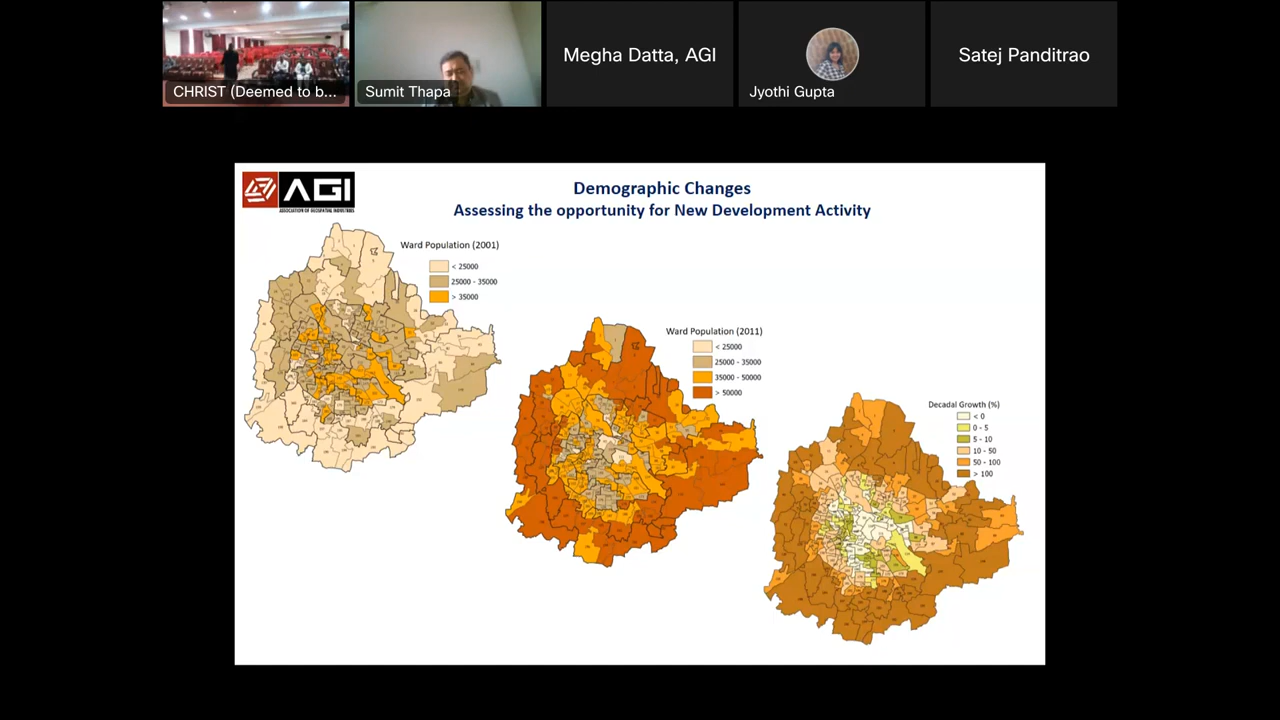 CHRIST (Deemed to b...
Sumit Thapa
Megha Datta, AGI
Jyothi Gupta
Satej Panditrao
AGI
ASSOCIATION OF GEOSPATIAL INDUSTRIES
Demographic Changes
Assessing the opportunity for New Development Activity
Ward Population (2001)
< 25000
25000 - 35000
> 35000
Ward Population (2011)
< 25000
25000 - 35000
35000 - 50000
> 50000
Decadal Growth (%)
< 0
0 - 5
5 - 10
10 - 50
50 - 100
> 100